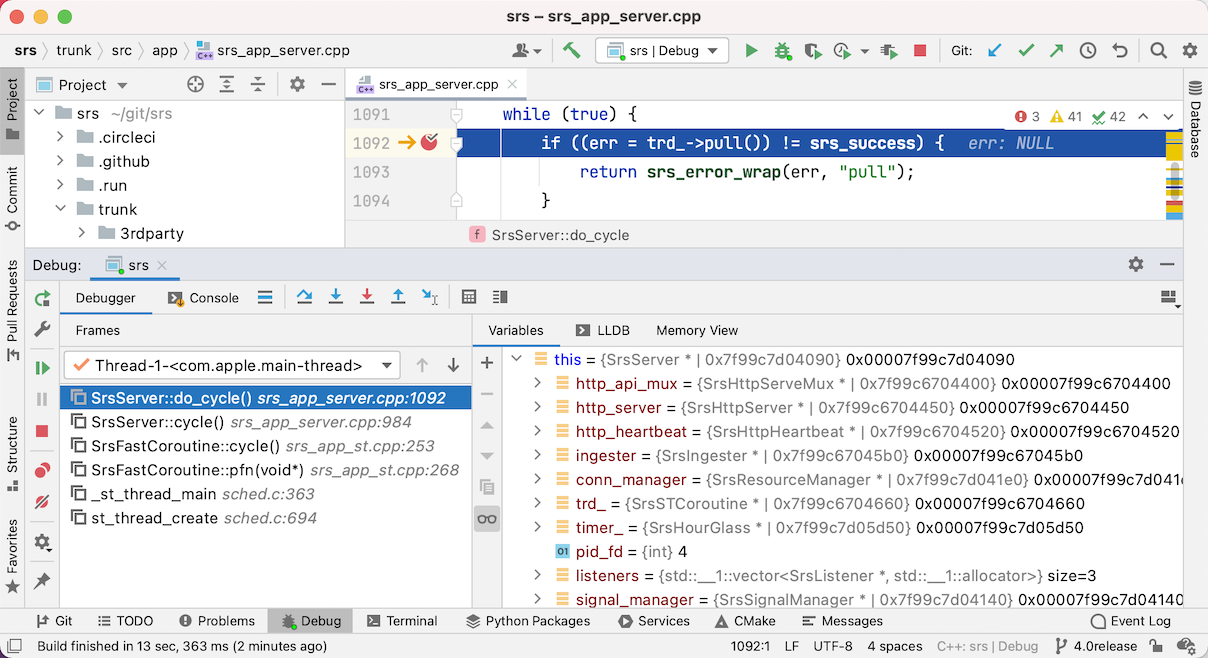 srs – srs_app_server.cpp
srs trunk src app srs_app_server.cpp srs | Debug Git:
Project
Project srs_app_server.cpp
srs ~/git/srs
.circleci
.github
.run
trunk
3rdparty
1091 while (true) { 3 41 42
1092 if ((err = trd_->pull()) != srs_success) { err: NULL
1093 return srs_error_wrap(err, "pull");
1094 }
f SrsServer::do_cycle
Database
Commit
Pull Requests
Structure
Favorites
Debug: srs
Debugger Console
Frames
Thread-1-<com.apple.main-thread>
SrsServer::do_cycle() srs_app_server.cpp:1092
SrsServer::cycle() srs_app_server.cpp:984
SrsFastCoroutine::cycle() srs_app_st.cpp:253
SrsFastCoroutine::pfn(void*) srs_app_st.cpp:268
_st_thread_main sched.c:363
st_thread_create sched.c:694
Variables LLDB Memory View
this = {SrsServer * | 0x7f99c7d04090} 0x00007f99c7d04090
http_api_mux = {SrsHttpServeMux * | 0x7f99c6704400} 0x00007f99c6704400
http_server = {SrsHttpServer * | 0x7f99c6704450} 0x00007f99c6704450
http_heartbeat = {SrsHttpHeartbeat * | 0x7f99c6704520} 0x00007f99c6704520
ingester = {SrsIngester * | 0x7f99c67045b0} 0x00007f99c67045b0
conn_manager = {SrsResourceManager * | 0x7f99c7d041e0} 0x00007f99c7d041e
trd_ = {SrsSTCoroutine * | 0x7f99c6704660} 0x00007f99c6704660
timer_ = {SrsHourGlass * | 0x7f99c7d05d50} 0x00007f99c7d05d50
01 pid_fd = {int} 4
listeners = {std::__1::vector<SrsListener *, std::__1::allocator>} size=3
signal_manager = {SrsSignalManager * | 0x7f99c7d04140} 0x00007f99c7d04140
Git TODO Problems Debug Terminal Python Packages Services CMake Messages Event Log
Build finished in 13 sec, 363 ms (2 minutes ago) 1092:1 LF UTF-8 4 spaces C++: srs | Debug 4.0release